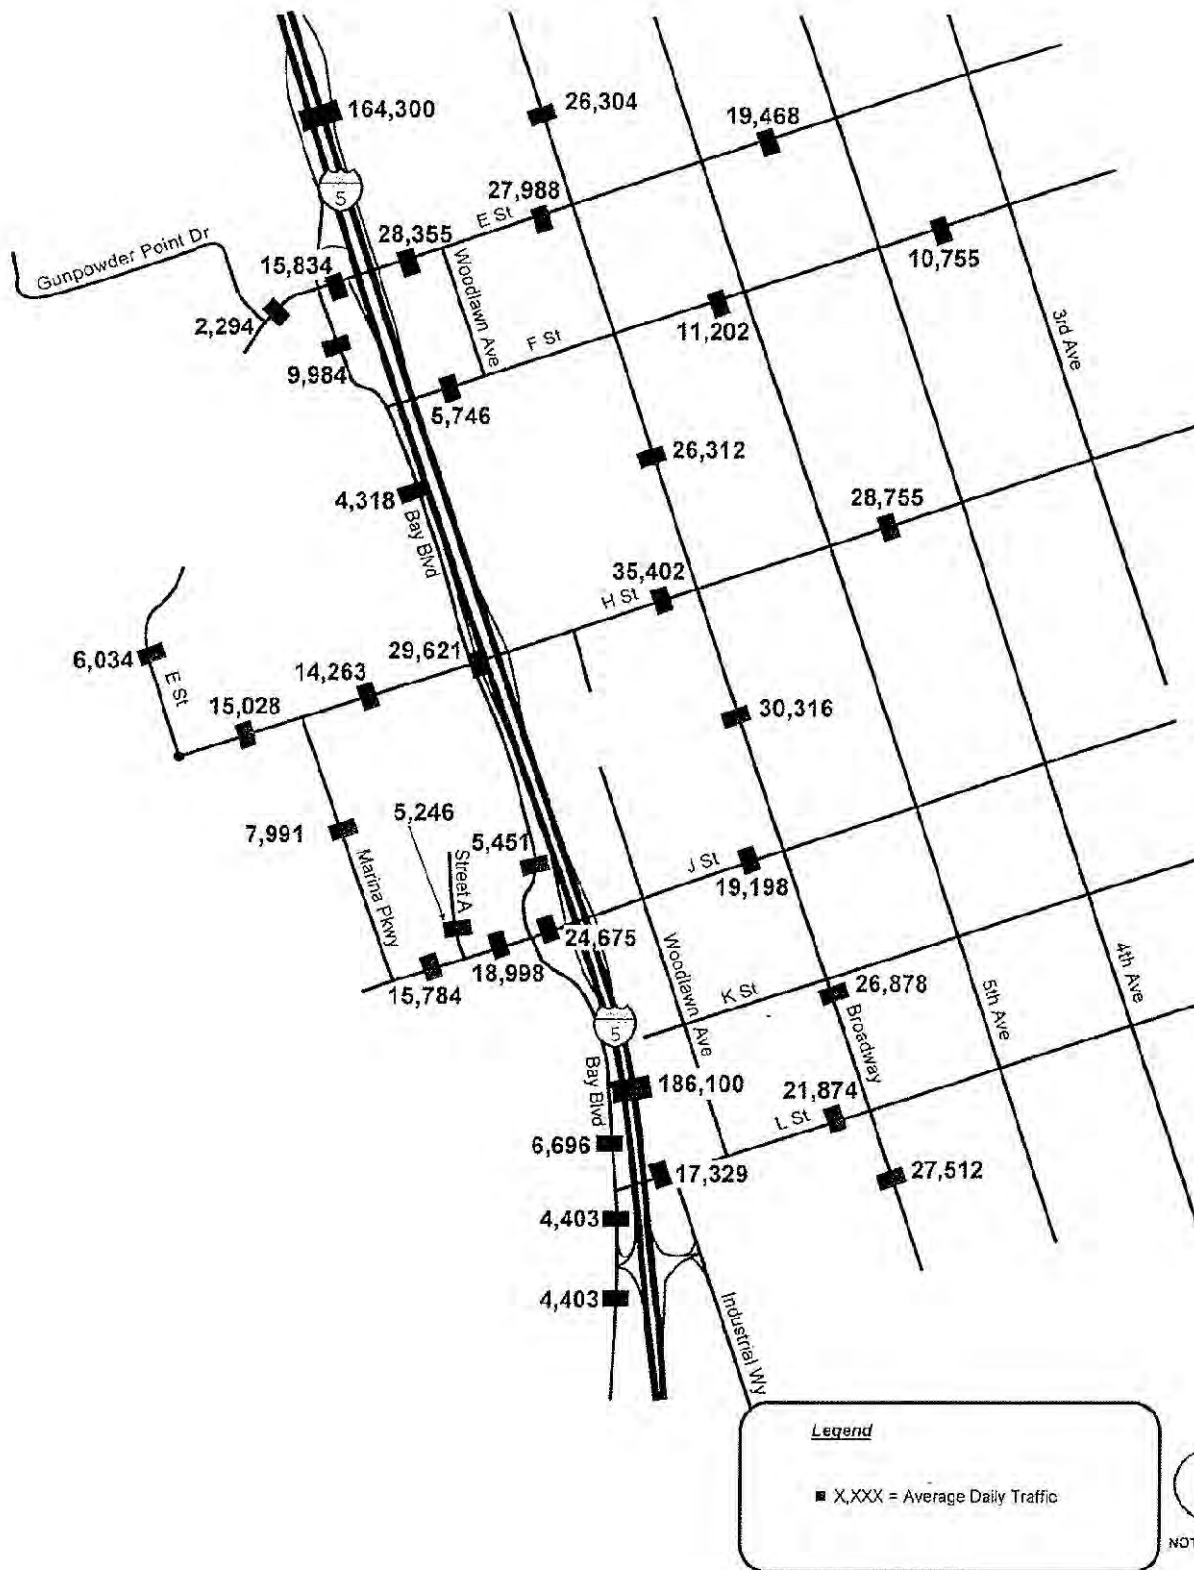 164,300
26,304
19,468
5
27,988
E St
28,355
Gunpowder Point Dr
15,834
Woodlawn Ave
10,755
2,294
11,202
3rd Ave
F St
9,984
5,746
26,312
4,318
28,755
Bay Blvd
35,402
H St
6,034
29,621
14,263
E St
15,028
30,316
5,246
7,991
5,451
Marina Pkwy
Street A
J St
19,198
24,675
18,998
15,784
Woodlawn Ave
4th Ave
K St
26,878
5th Ave
5
Broadway
Bay Blvd
186,100
21,874
L St
6,696
17,329
27,512
4,403
4,403
Industrial Wy
Legend
X,XXX = Average Daily Traffic